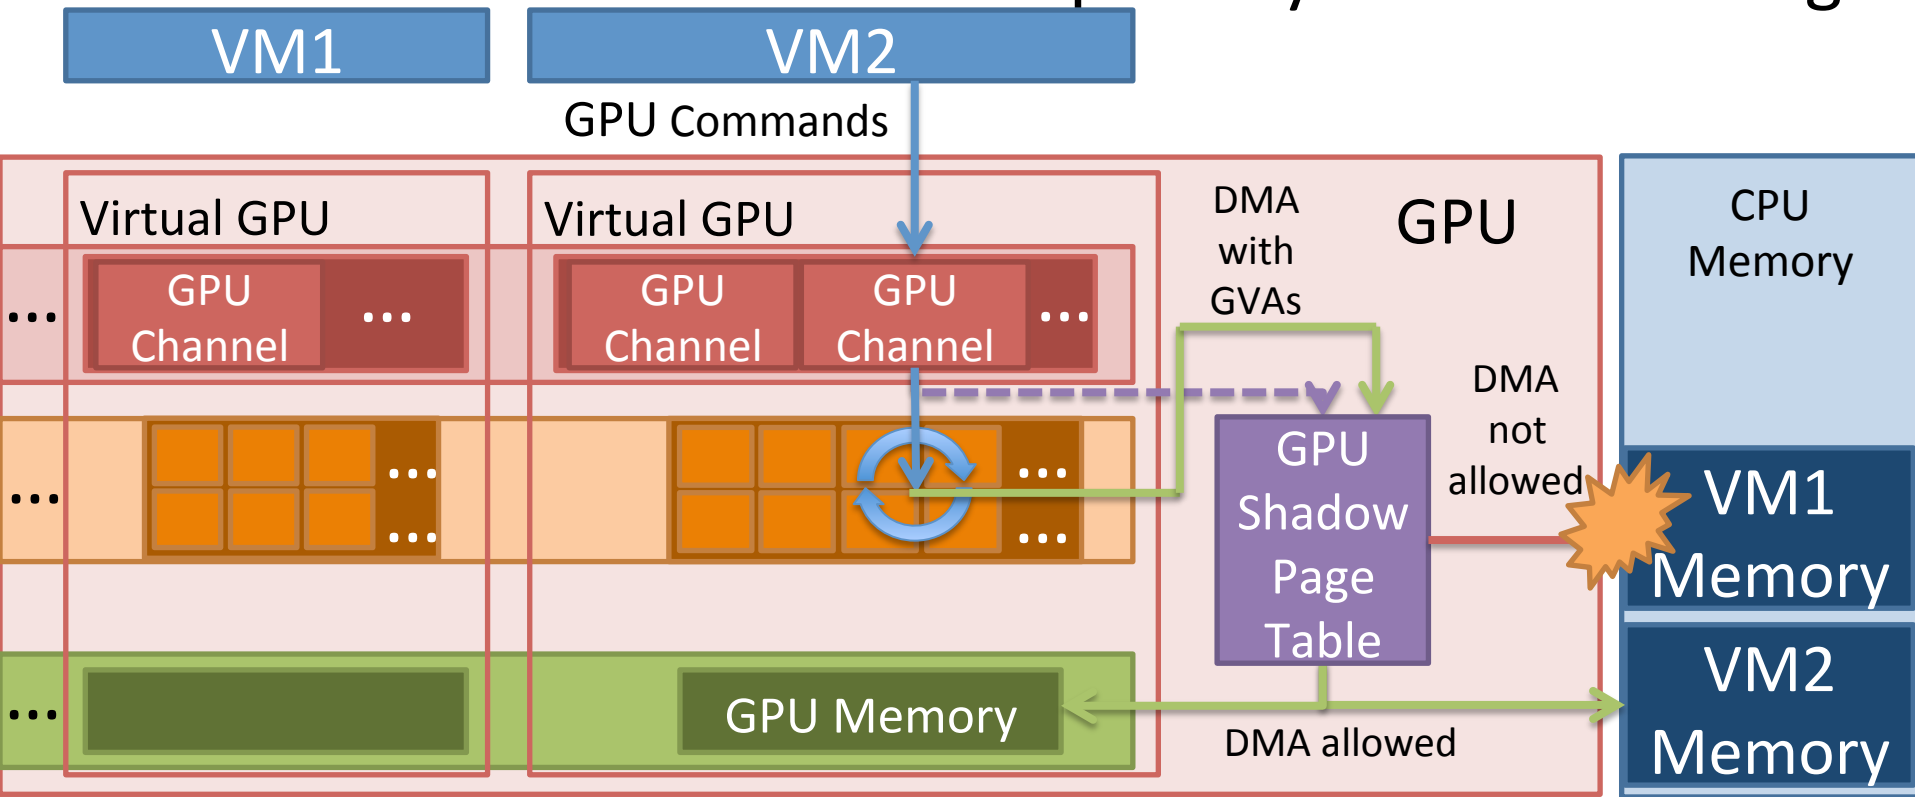 VM1
VM2
GPU Commands
Virtual GPU
Virtual GPU
DMA
with
GVAs
GPU
CPU
Memory
...
GPU
Channel
...
GPU
Channel
GPU
Channel
...
DMA
not
allowed
...
...
...
...
...
GPU
Shadow
Page
Table
VM1
Memory
...
GPU Memory
DMA allowed
VM2
Memory